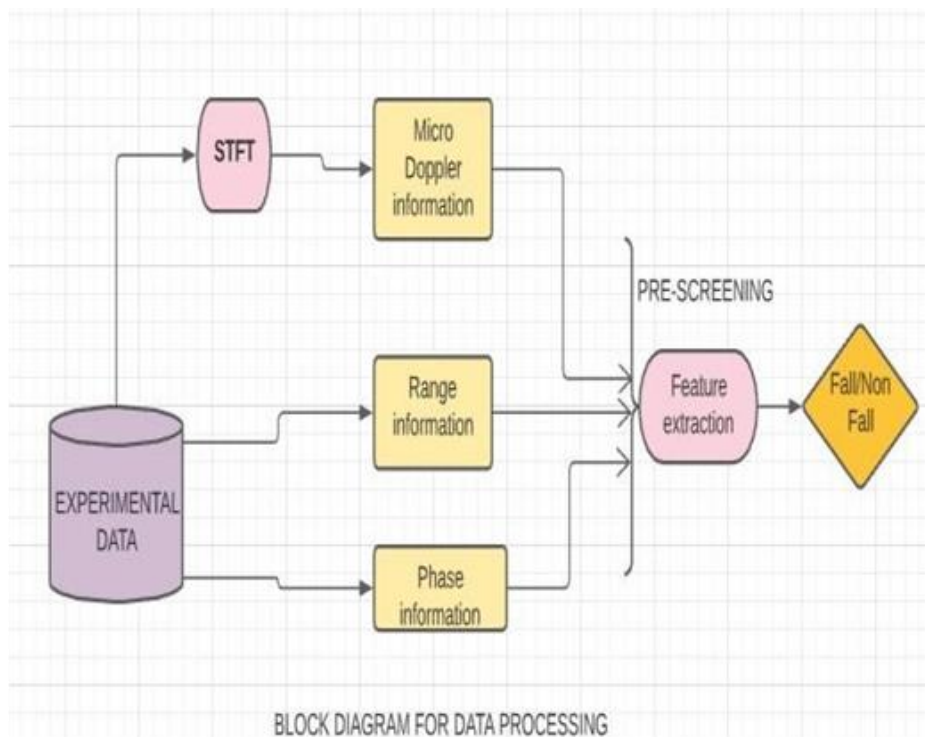 STFT
Micro
Doppler
information
PRE-SCREENING
Range
information
Feature
extraction
Fall/Non
Fall
EXPERIMENTAL
DATA
Phase
information
BLOCK DIAGRAM FOR DATA PROCESSING